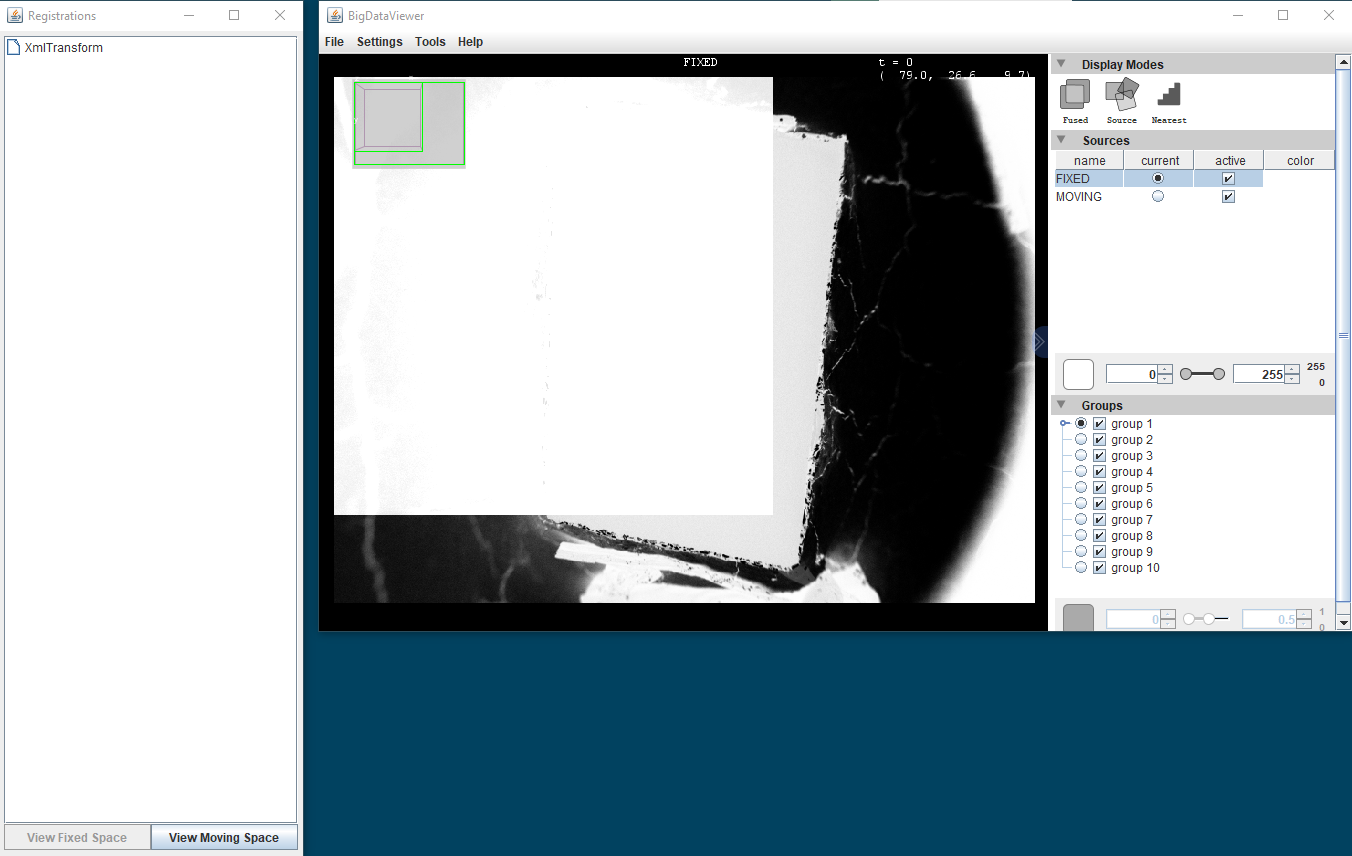 Registrations
XmlTransform
View Fixed Space
View Moving Space
BigDataViewer
File Settings Tools Help
FIXED
t = 0
( 79.0, 26.6, 9.7)
Display Modes
Fused Source Nearest
Sources
name current active color
FIXED
MOVING
0 255 255
0
Groups
group 1
group 2
group 3
group 4
group 5
group 6
group 7
group 8
group 9
group 10
0 0.5 1
0